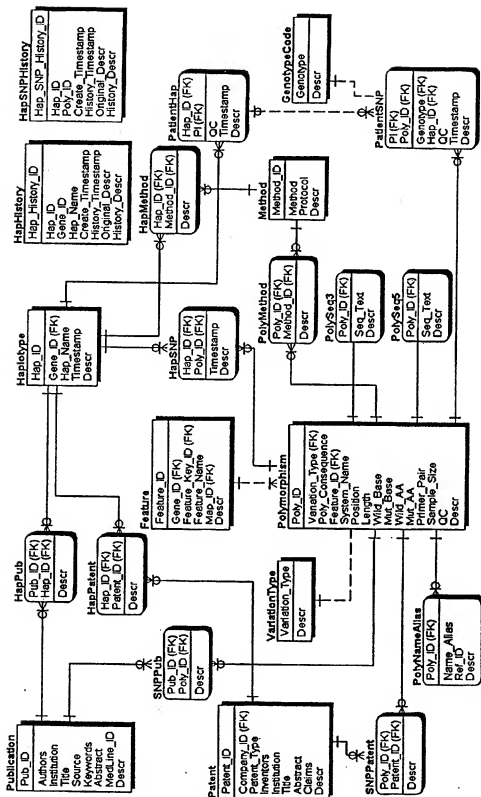 Publication
Pub_ID
Authors
Institution
Title
Source
Keywords
Abstract
MedLine_ID
Descr
HapPub
Pub_ID (FK)
Hap_ID (FK)
Descr
Haplotype
Hap_ID
Gene_ID (FK)
Hap_Name
Timestamp
Descr
HapHistory
Hap_History_ID
Hap_ID
Gene_ID
Hap_Name
Create_Timestamp
History_Timestamp
Original_Descr
History_Descr
HapSNPHistory
Hap_SNP_History_ID
Hap_ID
Poly_ID
Create_Timestamp
History_Timestamp
Original_Descr
History_Descr
SNPPub
Pub_ID (FK)
Poly_ID (FK)
Descr
HapPatent
Hap_ID (FK)
Patent_ID (FK)
Descr
HapSNP
Hap_ID (FK)
Poly_ID (FK)
Timestamp
Descr
HapMethod
Hap_ID (FK)
Method_ID (FK)
Descr
PatientHap
Hap_ID (FK)
PI (FK)
QC
Timestamp
Descr
Patent
Patent_ID
Company_ID (FK)
Patent_Type
Inventors
Institution
Title
Abstract
Claims
Descr
Feature
Feature_ID
Gene_ID (FK)
Feature_Key_ID (FK)
Feature_Name
Map_ID (FK)
Descr
Method
Method_ID
Method
Protocol
Descr
GenotypeCode
Genotype
Descr
VariationType
Variation_Type
Descr
Polymorphism
Poly_ID
Variation_Type (FK)
Poly_Consequence
Feature_ID (FK)
System_Name
Position
Length
Wild_Base
Mut_Base
Wild_AA
Mut_AA
Primer_Pair
Sample_Size
QC
Descr
PolyMethod
Poly_ID (FK)
Method_ID (FK)
Descr
PolySeq3
Poly_ID (FK)
Seq_Text
Descr
PolySeq5
Poly_ID (FK)
Seq_Text
Descr
PatientSNP
PI (FK)
Poly_ID (FK)
Genotype (FK)
Hap_ID (FK)
QC
Timestamp
Descr
SNPPatent
Poly_ID (FK)
Patent_ID (FK)
Descr
PolyNameAlias
Poly_ID (FK)
Name_Alias
Ref_ID
Descr